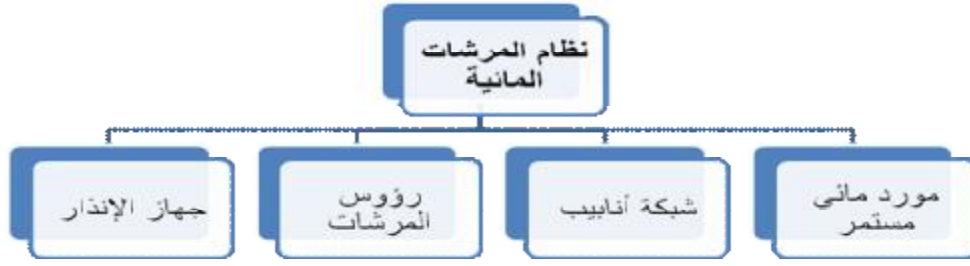 نظام المرشات
المائية
مورد مائي
مستمر
شبكة أنابيب
رؤوس
المرشات
جهاز الإنذار